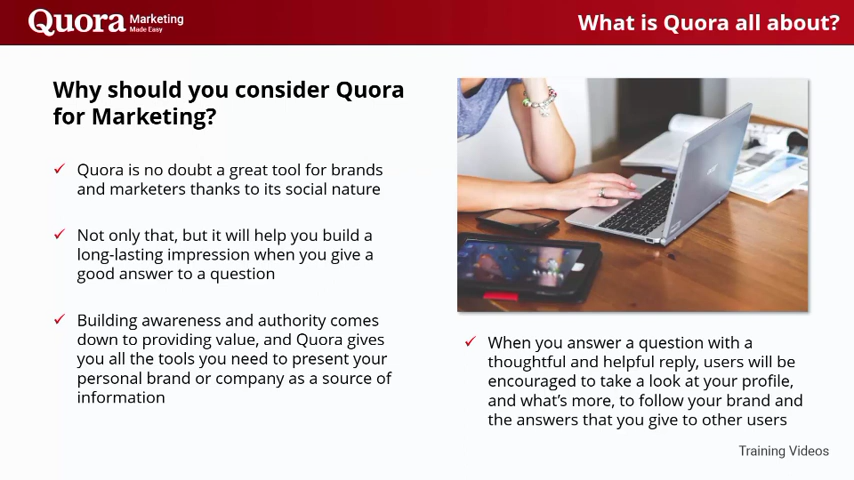 Quora Marketing
Made Easy
What is Quora all about?
Why should you consider Quora
for Marketing?
Quora is no doubt a great tool for brands
and marketers thanks to its social nature
Not only that, but it will help you build a
long-lasting impression when you give a
good answer to a question
Building awareness and authority comes
down to providing value, and Quora gives
you all the tools you need to present your
personal brand or company as a source of
information
When you answer a question with a
thoughtful and helpful reply, users will be
encouraged to take a look at your profile,
and what’s more, to follow your brand and
the answers that you give to other users
Training Videos